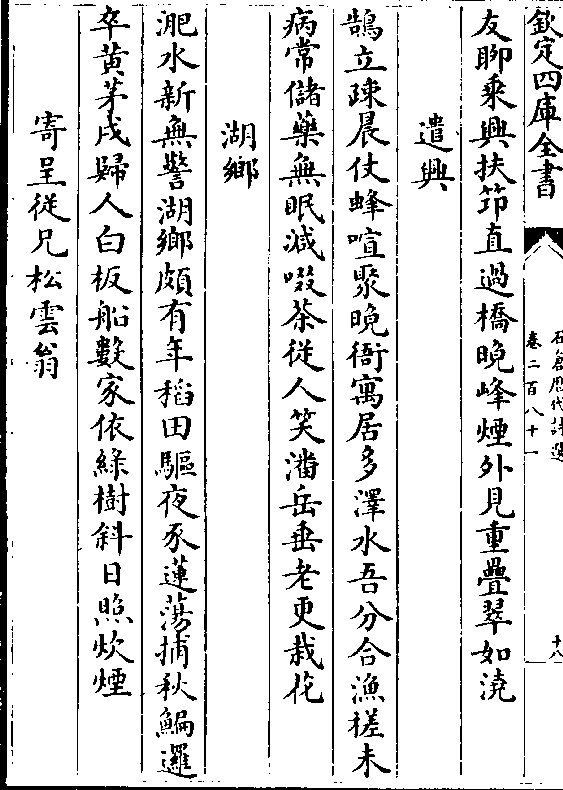 欽定四庫全書
石倉歷代詩選
卷二百八十一
十八
友聊乘興扶笻直過橋晚峰煙外見重疊翠如澆
遣興
鵠立疎晨仗蜂喧聚晚衙寓居多澤水吾分合漁槎未
病常儲藥無眠減啜茶從人笑潘岳垂老更栽花
湖鄉
淝水新無警湖鄉頗有年稻田驅夜豕蓮蕩捕秋鯿邏
卒黄茅戍歸人白板船數家依綠樹斜日照炊煙
寄呈從兄松雲翁